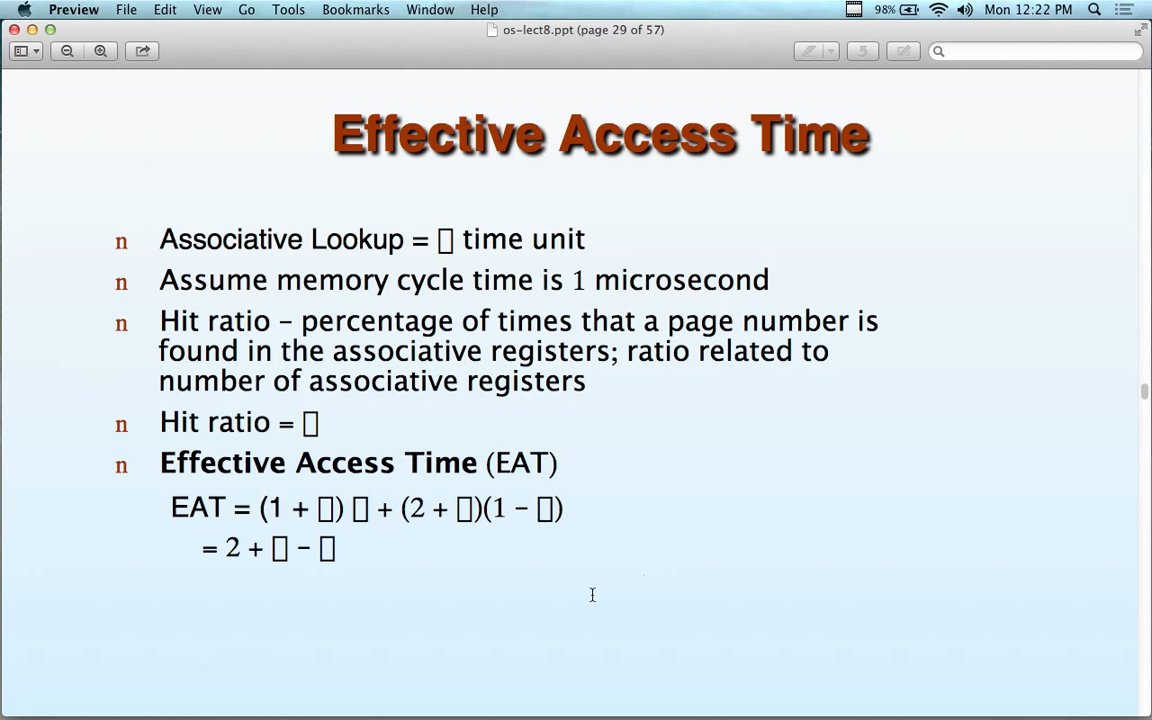 Preview File Edit View Go Tools Bookmarks Window Help 98% Mon 12:22 PM
os-lect8.ppt (page 29 of 57)
Effective Access Time
n Associative Lookup = ▯ time unit
n Assume memory cycle time is 1 microsecond
n Hit ratio – percentage of times that a page number is
found in the associative registers; ratio related to
number of associative registers
n Hit ratio = ▯
n Effective Access Time (EAT)
EAT = (1 + ▯) ▯ + (2 + ▯)(1 – ▯)
= 2 + ▯ – ▯